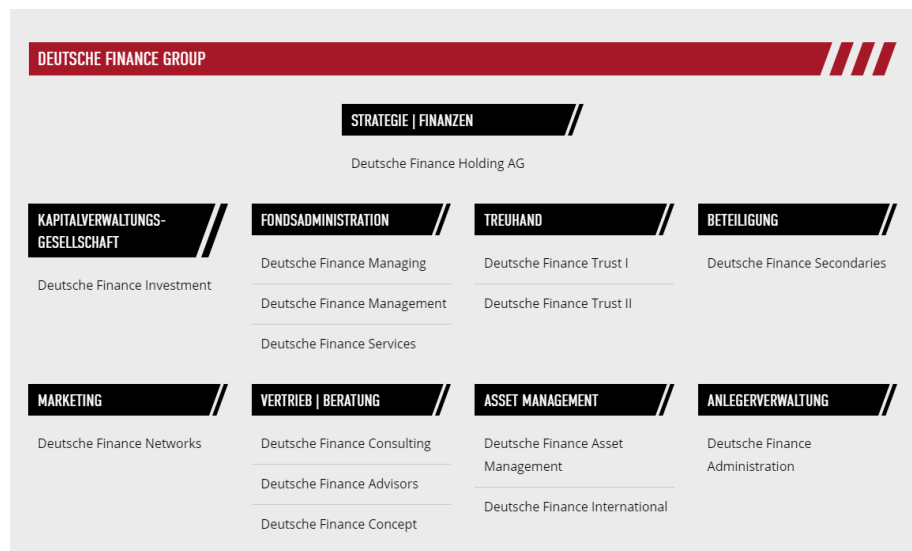 DEUTSCHE FINANCE GROUP
STRATEGIE | FINANZEN
Deutsche Finance Holding AG
KAPITALVERWALTUNGS-
GESELLSCHAFT
Deutsche Finance Investment
FONDSADMINISTRATION
Deutsche Finance Managing
Deutsche Finance Management
Deutsche Finance Services
TREUHAND
Deutsche Finance Trust I
Deutsche Finance Trust II
BETEILIGUNG
Deutsche Finance Secondaries
MARKETING
Deutsche Finance Networks
VERTRIEB | BERATUNG
Deutsche Finance Consulting
Deutsche Finance Advisors
Deutsche Finance Concept
ASSET MANAGEMENT
Deutsche Finance Asset
Management
Deutsche Finance International
ANLEGERVERWALTUNG
Deutsche Finance
Administration